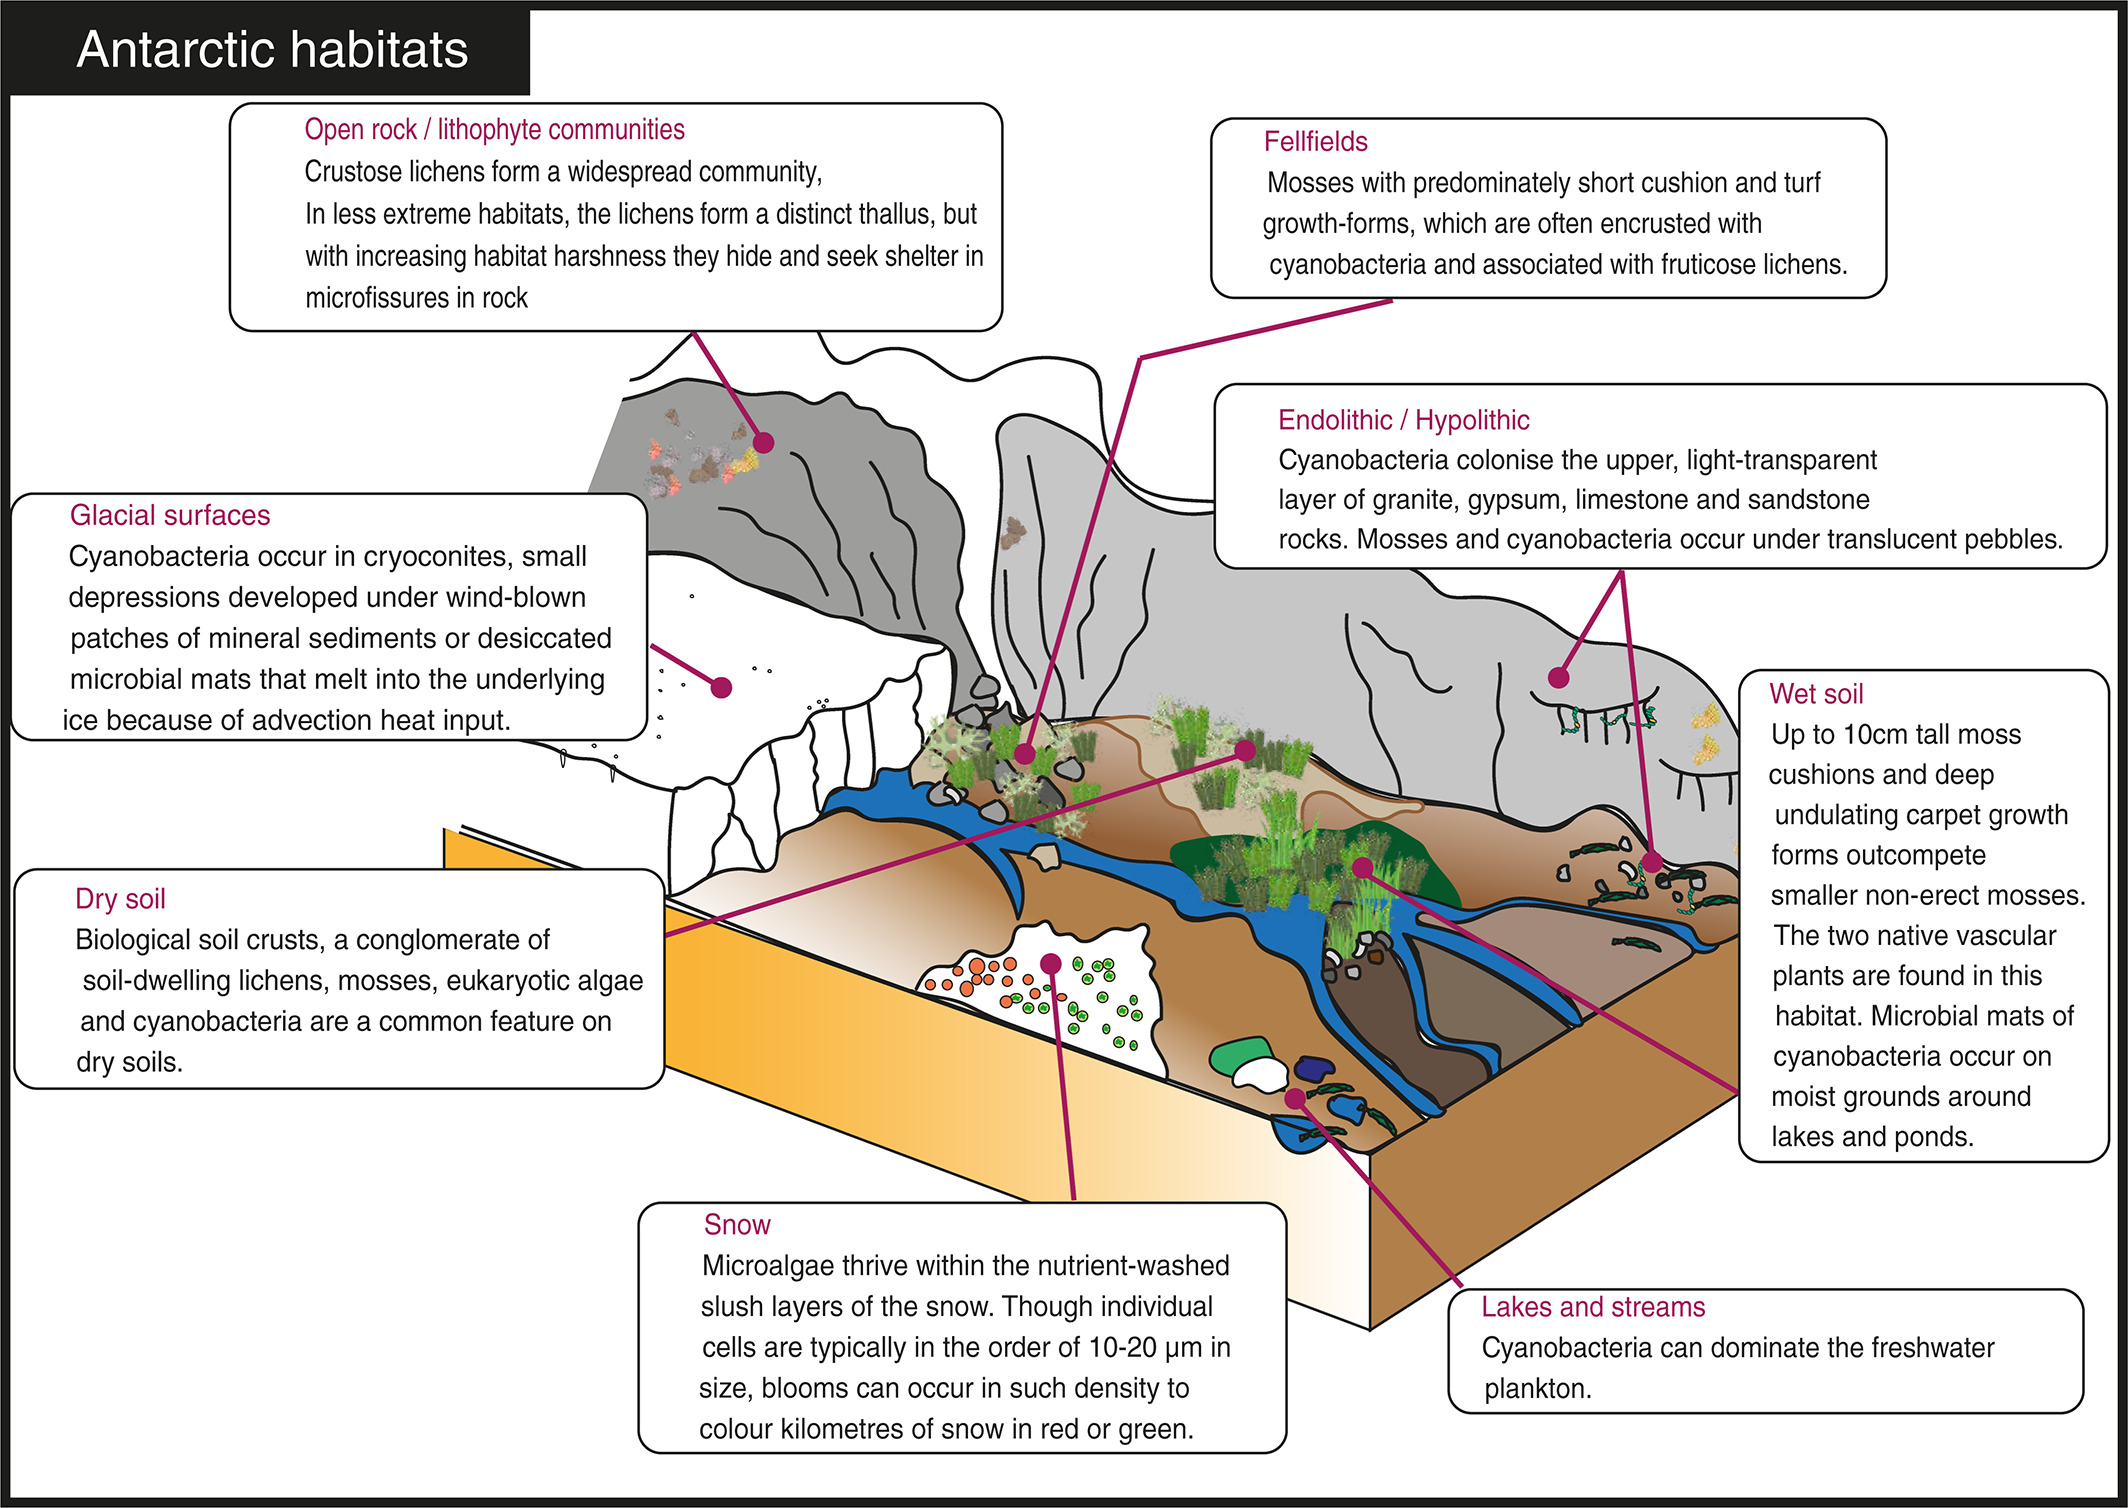 Antarctic habitats
Open rock / lithophyte communities
Crustose lichens form a widespread community,
In less extreme habitats, the lichens form a distinct thallus, but
with increasing habitat harshness they hide and seek shelter in
microfissures in rock
Fellfields
Mosses with predominately short cushion and turf
growth-forms, which are often encrusted with
cyanobacteria and associated with fruticose lichens.
Endolithic / Hypolithic
Cyanobacteria colonise the upper, light-transparent
layer of granite, gypsum, limestone and sandstone
rocks. Mosses and cyanobacteria occur under translucent pebbles.
Glacial surfaces
Cyanobacteria occur in cryoconites, small
depressions developed under wind-blown
patches of mineral sediments or desiccated
microbial mats that melt into the underlying
ice because of advection heat input.
Wet soil
Up to 10cm tall moss
cushions and deep
undulating carpet growth
forms outcompete
smaller non-erect mosses.
The two native vascular
plants are found in this
habitat. Microbial mats of
cyanobacteria occur on
moist grounds around
lakes and ponds.
Dry soil
Biological soil crusts, a conglomerate of
soil-dwelling lichens, mosses, eukaryotic algae
and cyanobacteria are a common feature on
dry soils.
Snow
Microalgae thrive within the nutrient-washed
slush layers of the snow. Though individual
cells are typically in the order of 10-20 µm in
size, blooms can occur in such density to
colour kilometres of snow in red or green.
Lakes and streams
Cyanobacteria can dominate the freshwater
plankton.